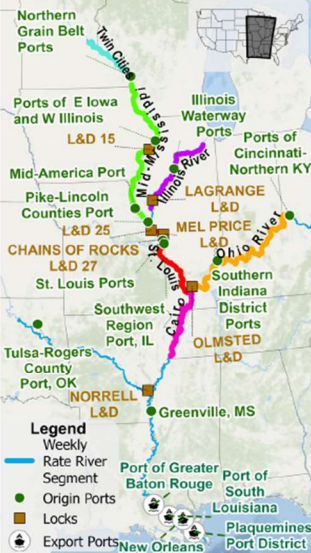 Northern
Grain Belt
Ports
Twin Cities
Ports of E Iowa
and W Illinois
Illinois
Waterway
Ports
L&D 15
Mid-Mississippi
Ports of
Cincinnati-
Northern KY
Illinois River
Mid-America Port
LAGRANGE
L&D
Pike-Lincoln
Counties Port
L&D 25
MEL PRICE
L&D
Ohio River
CHAINS OF ROCKS
L&D 27
St. Louis
St. Louis Ports
Southern
Indiana
District
Ports
Southwest
Region
Port, IL
Cairo
OLMSTED
L&D
Tulsa-Rogers
County
Port, OK
NORRELL
L&D
Greenville, MS
Legend
Weekly
Rate River
Segment
Origin Ports
Locks
Export Ports
Port of Greater
Baton Rouge
Port of
South
Louisiana
Plaquemines
Port District
New Orleans